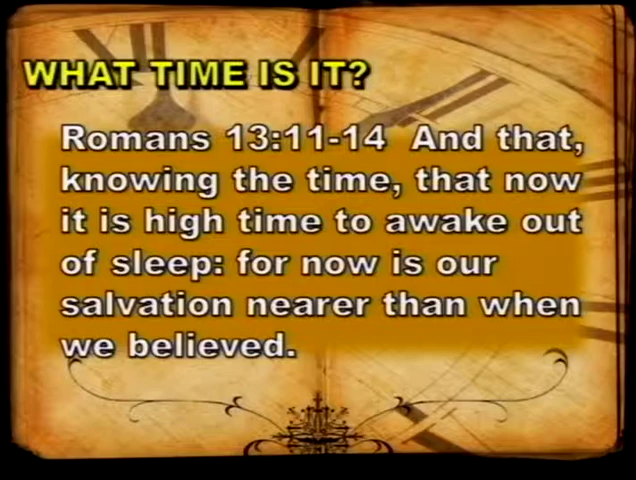 WHAT TIME IS IT?
Romans 13:11-14 And that,
knowing the time, that now
it is high time to awake out
of sleep: for now is our
salvation nearer than when
we believed.